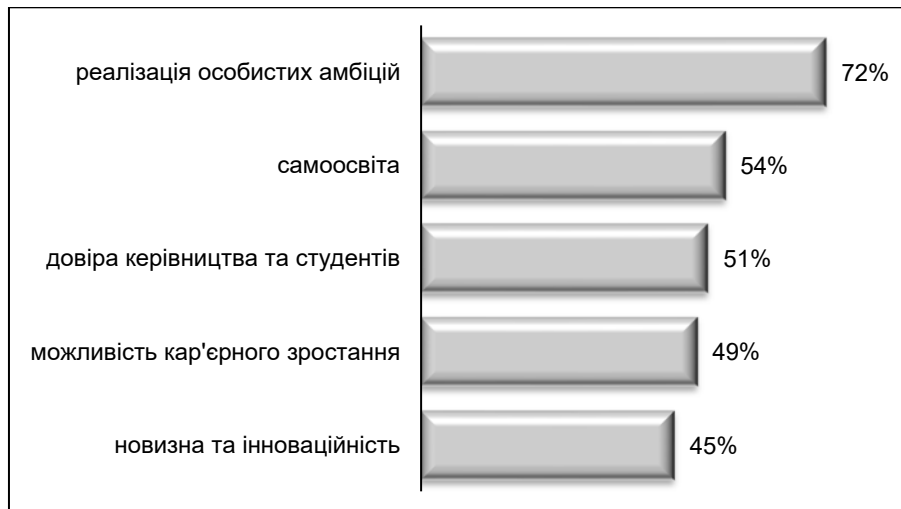 реалізація особистих амбіцій 72%
самоосвіта 54%
довіра керівництва та студентів 51%
можливість кар'єрного зростання 49%
новизна та інноваційність 45%